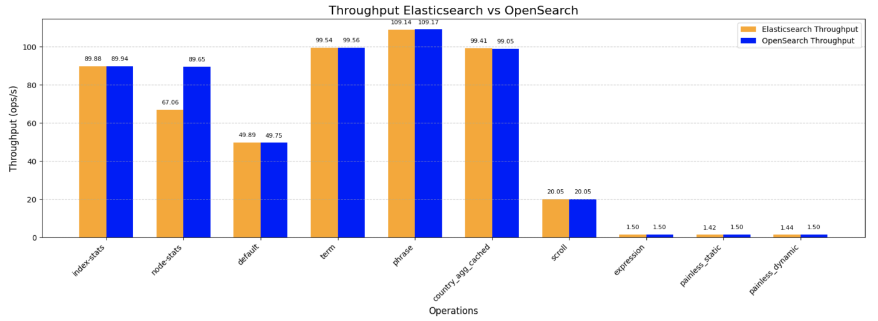 Throughput Elasticsearch vs OpenSearch
Elasticsearch Throughput
OpenSearch Throughput
Throughput (ops/s)
100
80
60
40
20
0
89.88 89.94
67.06 89.65
49.89 49.75
99.54 99.56
109.14 109.17
99.41 99.05
20.05 20.05
1.50 1.50
1.42 1.50
1.44 1.50
index-stats
node-stats
default
term
phrase
country_agg_cached
scroll
expression
painless_static
painless_dynamic
Operations